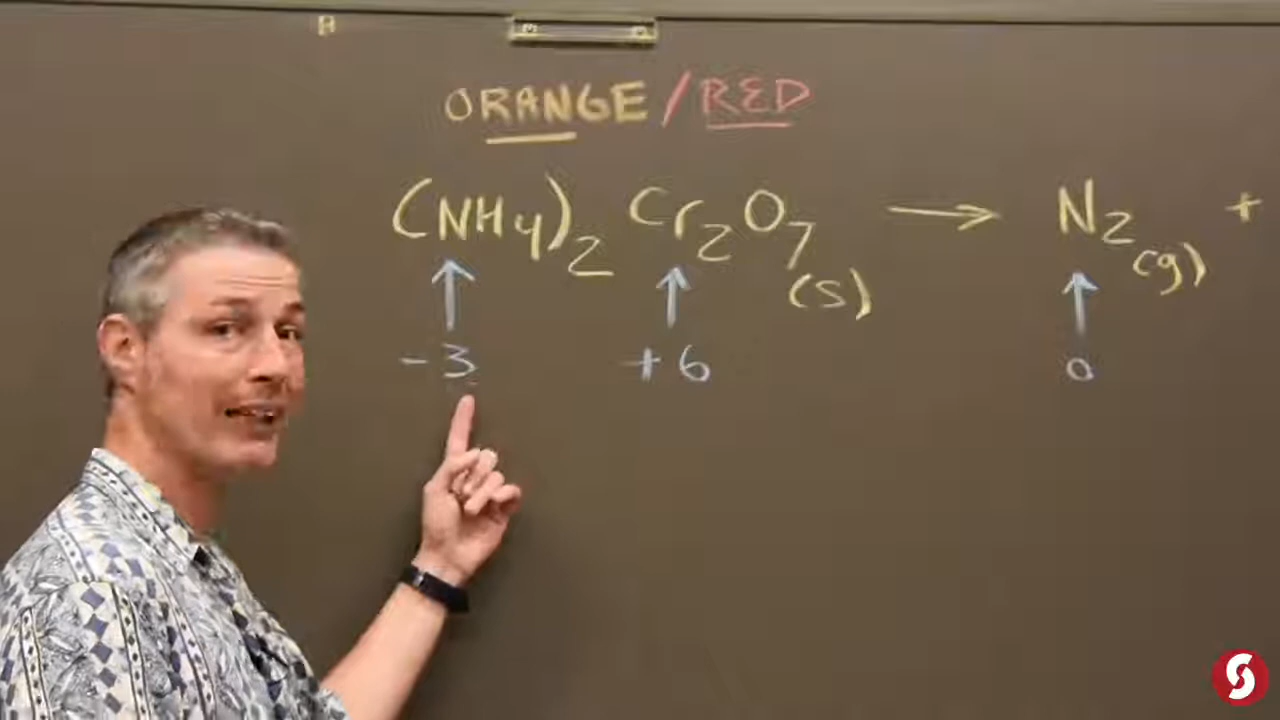 ORANGE / RED
(NH4)2 Cr2O7 (s) → N2 (g) +
-3 +6 0